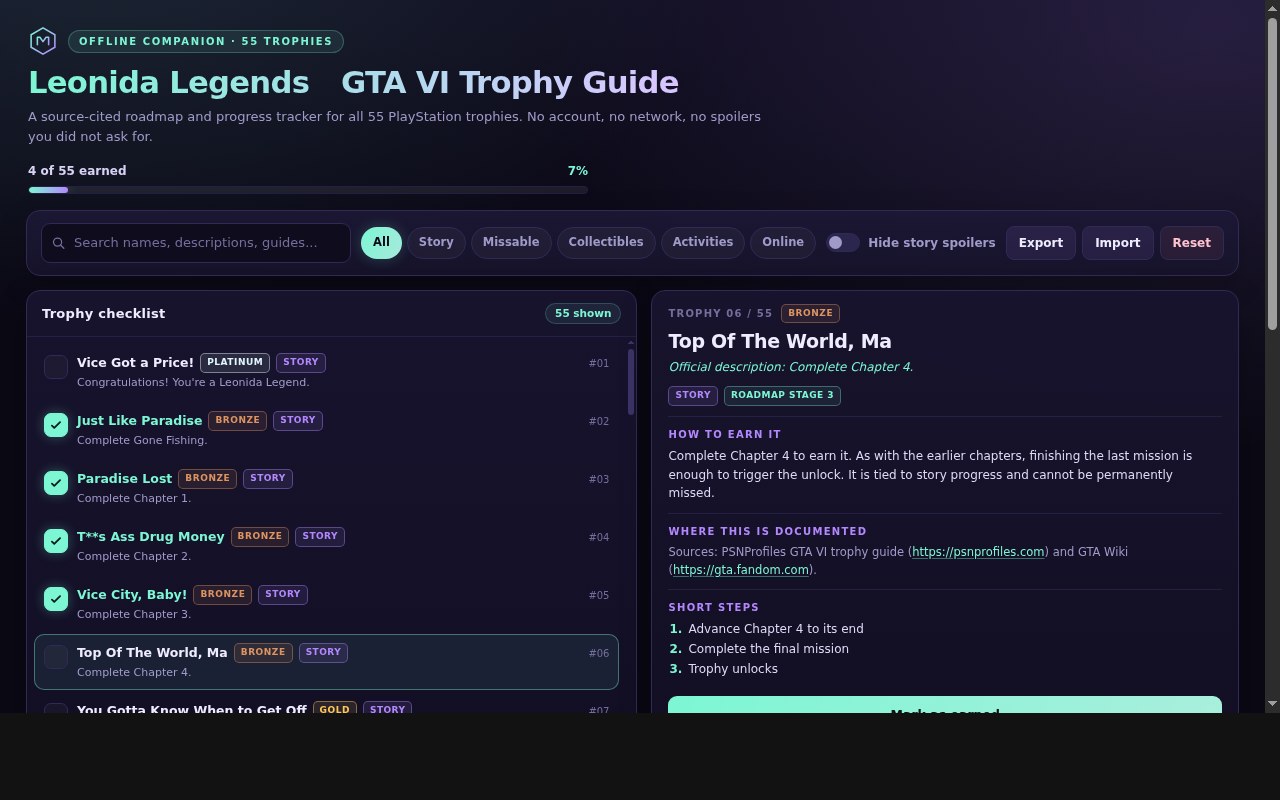 OFFLINE COMPANION · 55 TROPHIES
Leonida Legends GTA VI Trophy Guide
A source-cited roadmap and progress tracker for all 55 PlayStation trophies. No account, no network, no spoilers
you did not ask for.
4 of 55 earned 7%
Search names, descriptions, guides... All Story Missable Collectibles Activities Online Hide story spoilers Export Import Reset
Trophy checklist 55 shown
Vice Got a Price! PLATINUM STORY #01
Congratulations! You're a Leonida Legend.
Just Like Paradise BRONZE STORY #02
Complete Gone Fishing.
Paradise Lost BRONZE STORY #03
Complete Chapter 1.
T**s Ass Drug Money BRONZE STORY #04
Complete Chapter 2.
Vice City, Baby! BRONZE STORY #05
Complete Chapter 3.
Top Of The World, Ma BRONZE STORY #06
Complete Chapter 4.
You Gotta Know When to Get Off GOLD STORY #07
TROPHY 06 / 55 BRONZE
Top Of The World, Ma
Official description: Complete Chapter 4.
STORY ROADMAP STAGE 3
HOW TO EARN IT
Complete Chapter 4 to earn it. As with the earlier chapters, finishing the last mission is
enough to trigger the unlock. It is tied to story progress and cannot be permanently
missed.
WHERE THIS IS DOCUMENTED
Sources: PSNProfiles GTA VI trophy guide (https://psnprofiles.com) and GTA Wiki
(https://gta.fandom.com).
SHORT STEPS
1. Advance Chapter 4 to its end
2. Complete the final mission
3. Trophy unlocks
Mark as earned